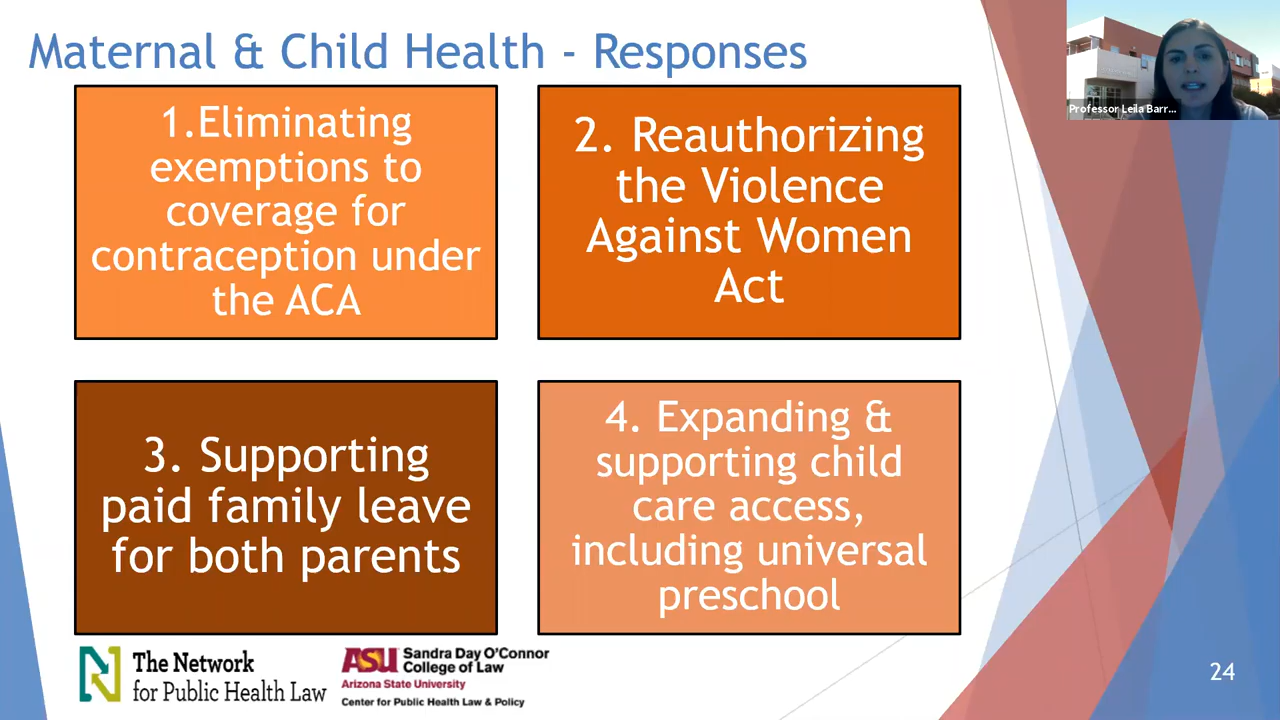 Maternal & Child Health - Responses
Professor Leila Barr...
1.Eliminating
exemptions to
coverage for
contraception under
the ACA
2. Reauthorizing
the Violence
Against Women
Act
3. Supporting
paid family leave
for both parents
4. Expanding &
supporting child
care access,
including universal
preschool
The Network
for Public Health Law
ASU Sandra Day O'Connor
College of Law
Arizona State University
Center for Public Health Law & Policy
24